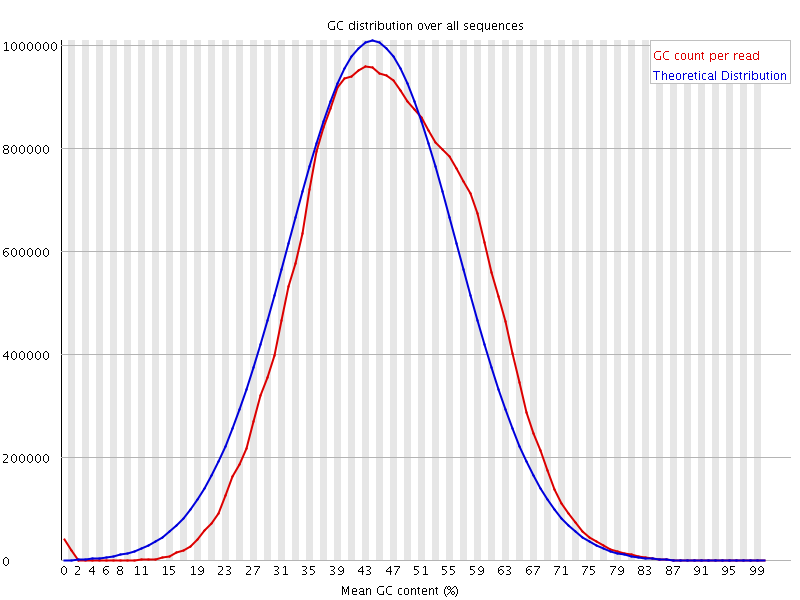 GC distribution over all sequences
GC count per read
Theoretical Distribution
1000000
800000
600000
400000
200000
0
0 2 4 6 8 11 15 19 23 27 31 35 39 43 47 51 55 59 63 67 71 75 79 83 87 91 95 99
Mean GC content (%)